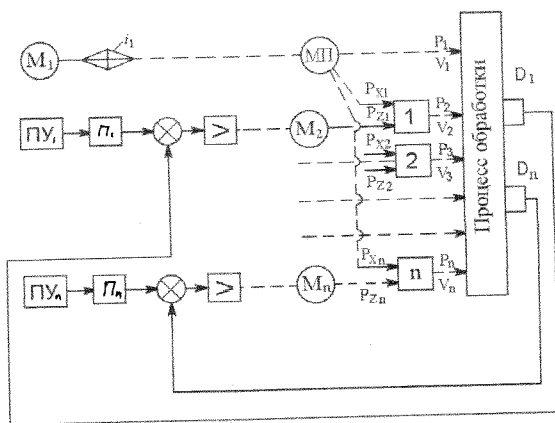 M₁ i₁ МП P₁ V₁
D₁
PX1 P₂
ПУ₁ П₁ > M₂ PZ1 1 V₂
PX2 P₃
2
PZ2 V₃
Dn
Процесс обработки
PXn Pn
ПУn Пn > Mn n
PZn Vn